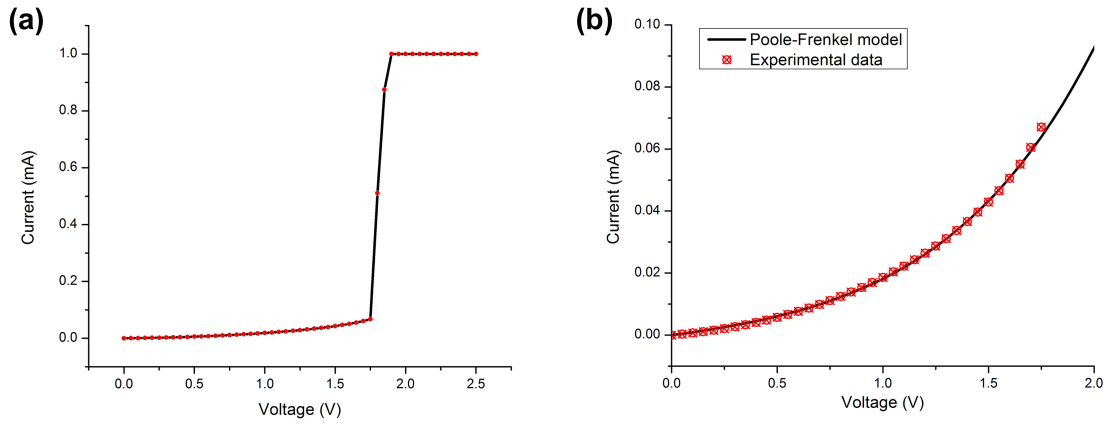 (a)
Current (mA)
1.0
0.8
0.6
0.4
0.2
0.0
0.0 0.5 1.0 1.5 2.0 2.5
Voltage (V)
(b)
Current (mA)
0.10
0.08
0.06
0.04
0.02
0.00
Poole-Frenkel model
Experimental data
0.0 0.5 1.0 1.5 2.0
Voltage (V)